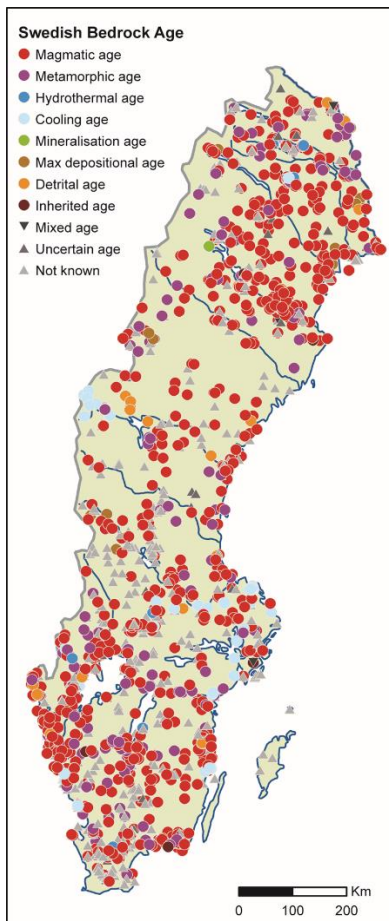 Swedish Bedrock Age
Magmatic age
Metamorphic age
Hydrothermal age
Cooling age
Mineralisation age
Max depositional age
Detrital age
Inherited age
Mixed age
Uncertain age
Not known
Km
0 100 200